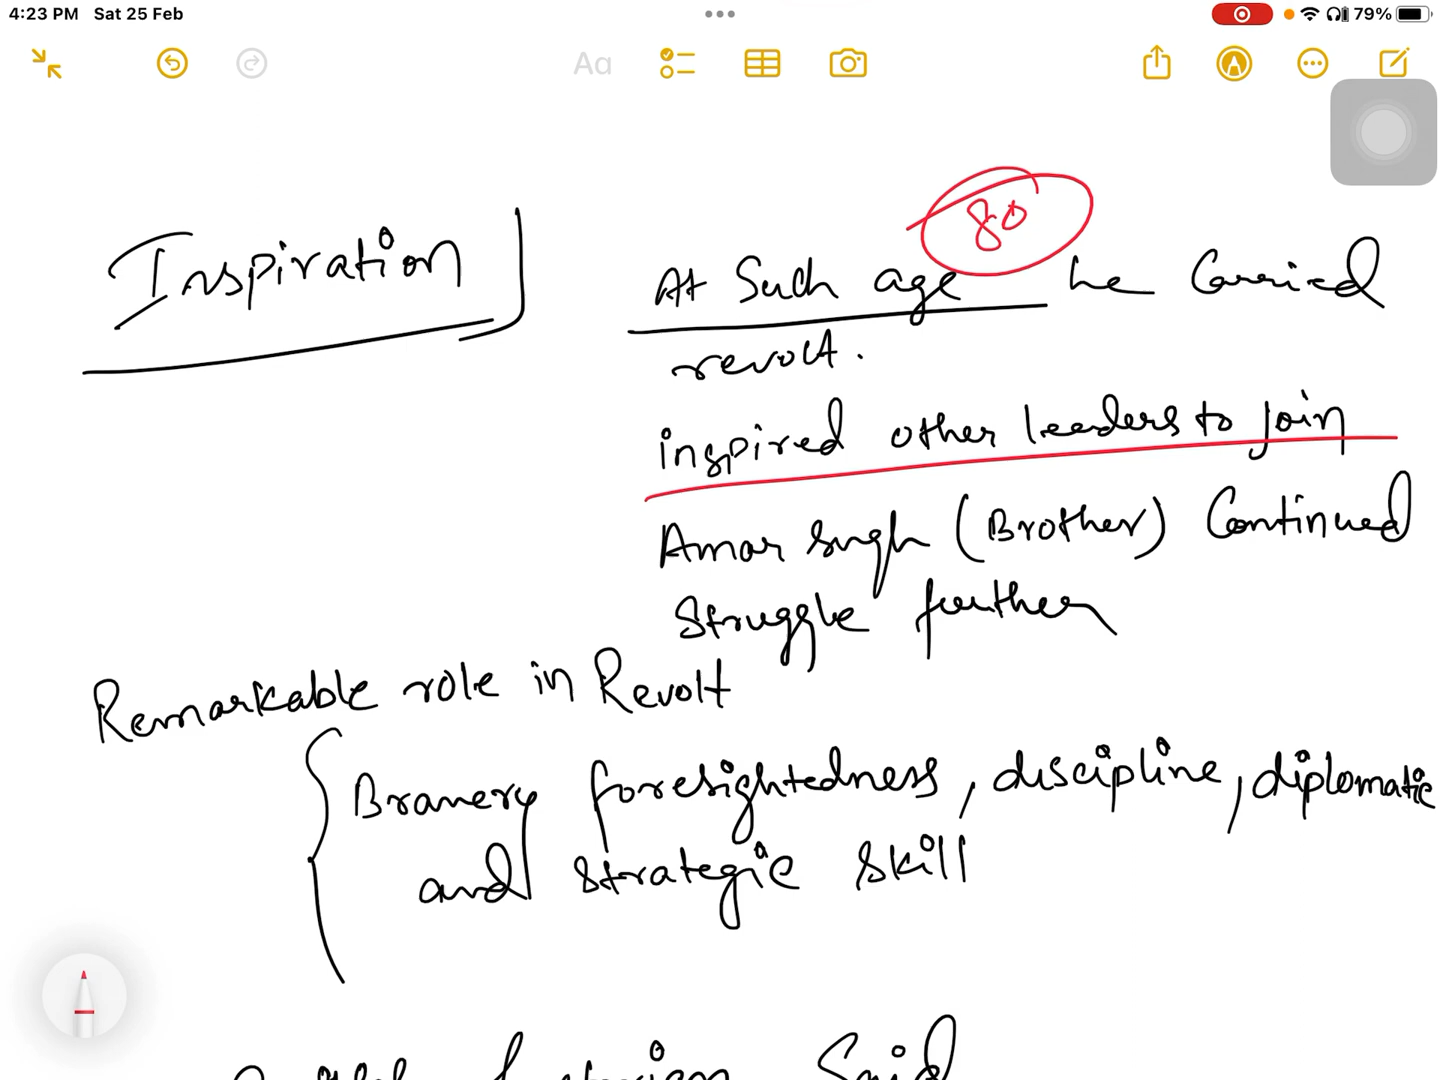 4:23 PM Sat 25 Feb
79%
Aa
80
Inspiration
At Such age he Carried
revolt.
inspired other leaders to join
Amar Singh (Brother) Continued
Struggle further
Remarkable role in Revolt
Bravery foresightedness, discipline, diplomatic
and strategic skill
Said